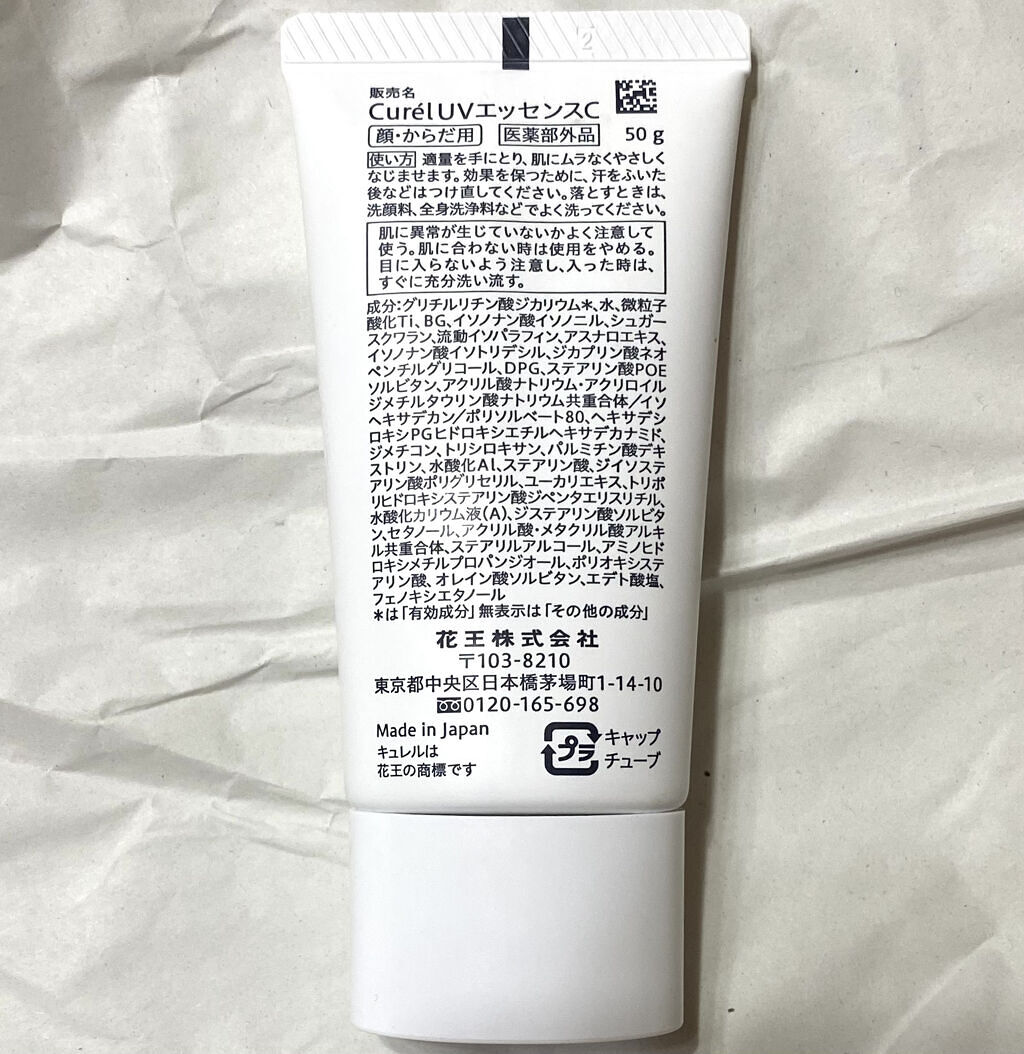 2
販売名
CurélUVエッセンスC
顔・からだ用 医薬部外品 50g
使い方 適量を手にとり、肌にムラなくやさしく
なじませます。効果を保つために、汗をふいた
後などはつけ直してください。落とすときは、
洗顔料、全身洗浄料などでよく洗ってください。
肌に異常が生じていないかよく注意して
使う。肌に合わない時は使用をやめる。
目に入らないよう注意し、入った時は、
すぐに充分洗い流す。
成分:グリチルリチン酸ジカリウム*、水、微粒子
酸化Ti、BG、イソノナン酸イソノニル、シュガー
スクワラン、流動イソパラフィン、アスナロエキス、
イソノナン酸イソトリデシル、ジカプリン酸ネオ
ペンチルグリコール、DPG、ステアリン酸POE
ソルビタン、アクリル酸ナトリウム・アクリロイル
ジメチルタウリン酸ナトリウム共重合体/イソ
ヘキサデカン/ポリソルベート80、ヘキサデシ
ロキシPGヒドロキシエチルヘキサデカナミド、
ジメチコン、トリシロキサン、パルミチン酸デキ
ストリン、水酸化Al、ステアリン酸、ジイソステ
アリン酸ポリグリセリル、ユーカリエキス、トリポ
リヒドロキシステアリン酸ジペンタエリスリチル、
水酸化カリウム液(A)、ジステアリン酸ソルビタ
ン、セタノール、アクリル酸・メタクリル酸アルキ
ル共重合体、ステアリルアルコール、アミノヒド
ロキシメチルプロパンジオール、ポリオキシステ
アリン酸、オレイン酸ソルビタン、エデト酸塩、
フェノキシエタノール
*は「有効成分」無表示は「その他の成分」
花王株式会社
〒103-8210
東京都中央区日本橋茅場町1-14-10
0120-165-698
Made in Japan
キュレルは
花王の商標です
プラ
キャップ
チューブ